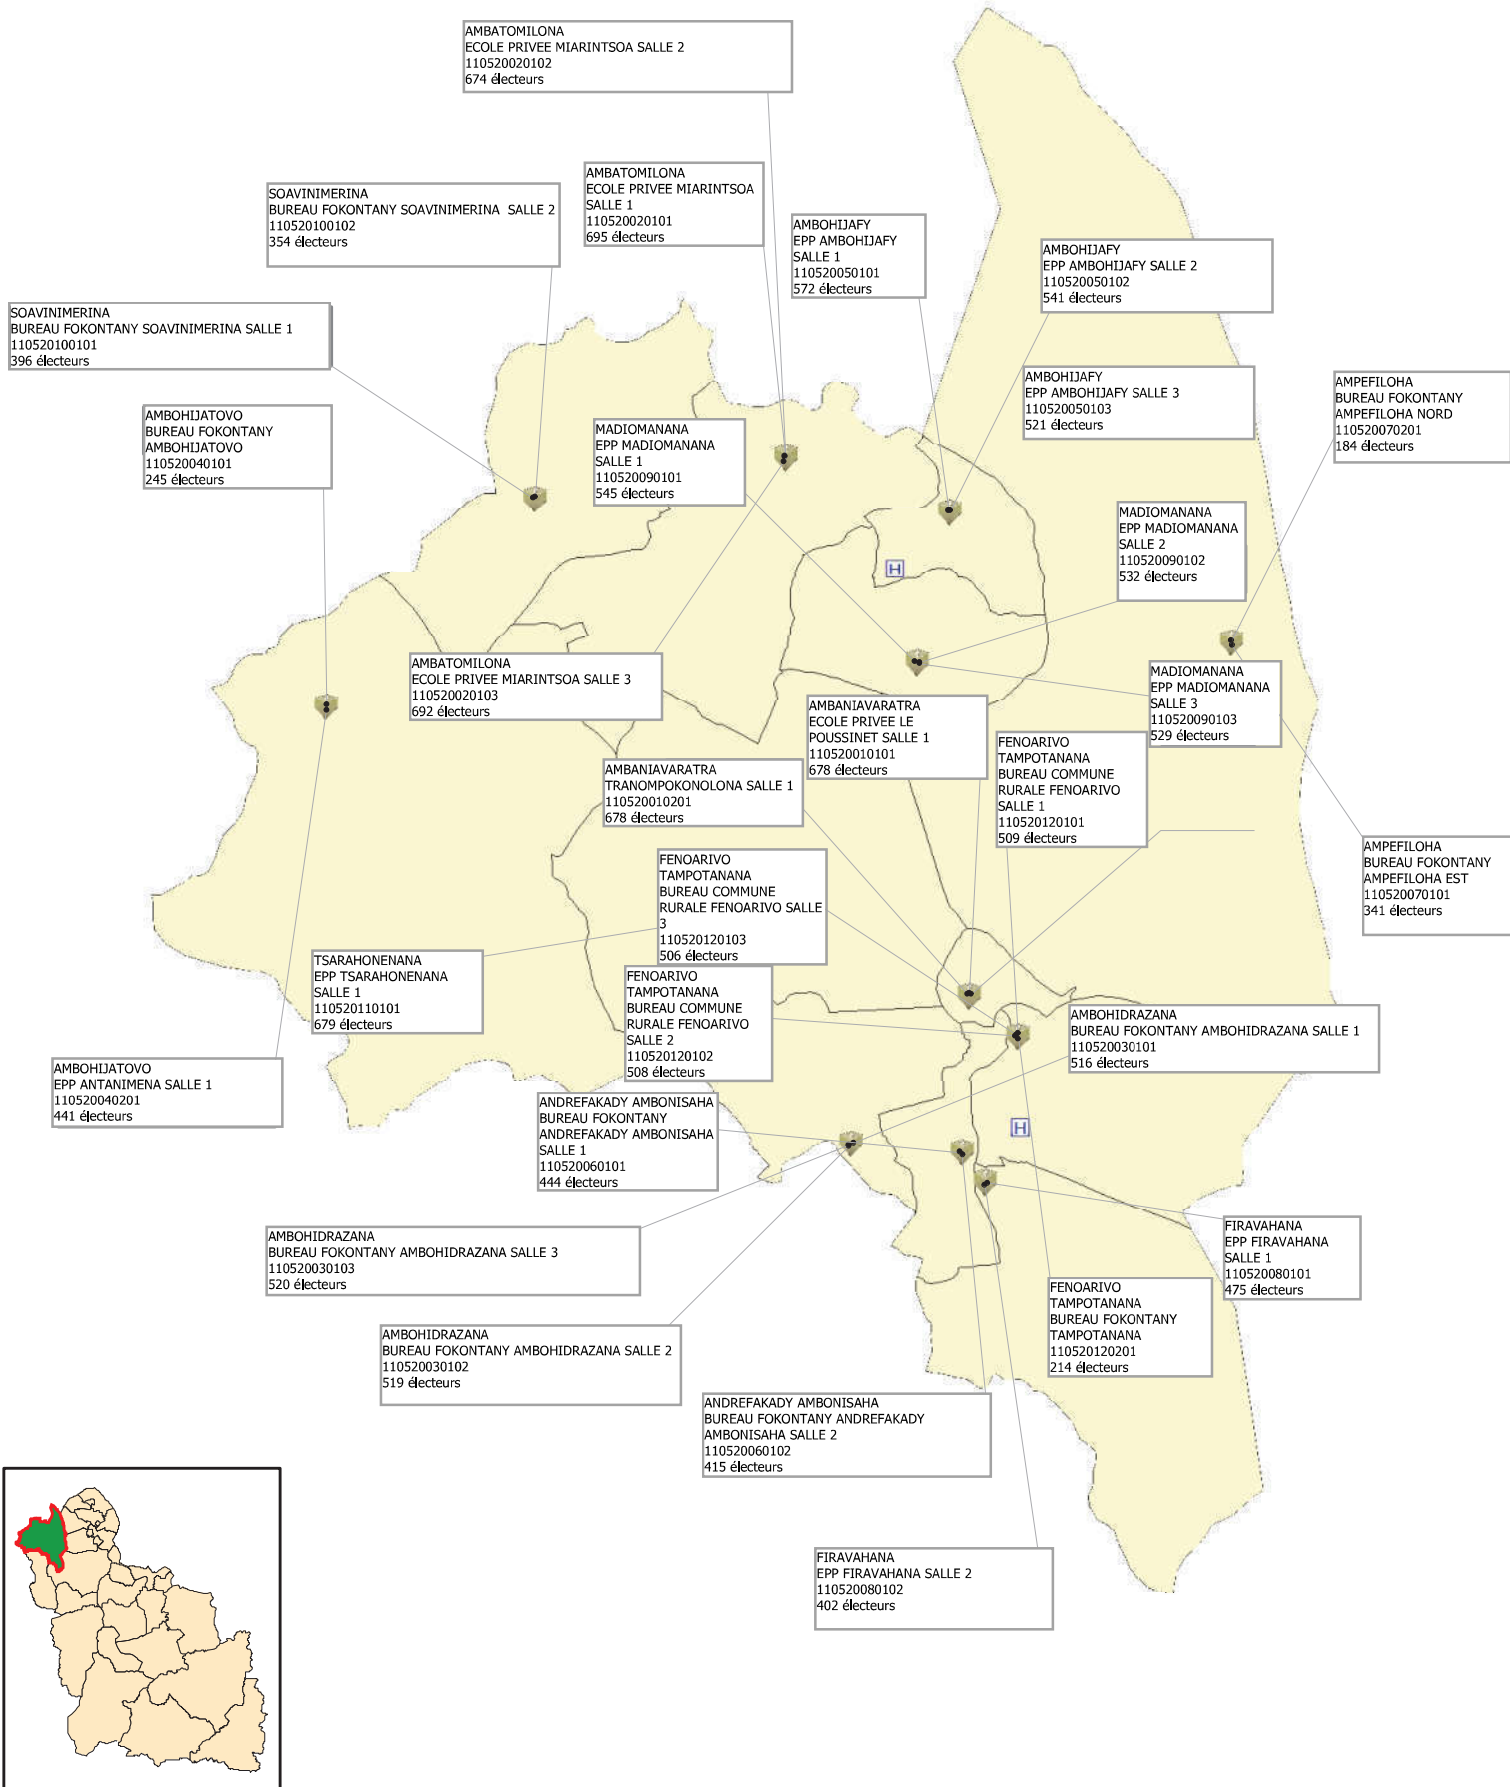 AMBATOMILONA
ECOLE PRIVEE MIARINTSOA SALLE 2
110520020102
674 électeurs
AMBATOMILONA
ECOLE PRIVEE MIARINTSOA
SALLE 1
110520020101
695 électeurs
SOAVINIMERINA
BUREAU FOKONTANY SOAVINIMERINA SALLE 2
110520100102
354 électeurs
AMBOHIJAFY
EPP AMBOHIJAFY
SALLE 1
110520050101
572 électeurs
AMBOHIJAFY
EPP AMBOHIJAFY SALLE 2
110520050102
541 électeurs
SOAVINIMERINA
BUREAU FOKONTANY SOAVINIMERINA SALLE 1
110520100101
396 électeurs
AMBOHIJAFY
EPP AMBOHIJAFY SALLE 3
110520050103
521 électeurs
AMPEFILOHA
BUREAU FOKONTANY
AMPEFILOHA NORD
110520070201
184 électeurs
AMBOHIJATOVO
BUREAU FOKONTANY
AMBOHIJATOVO
110520040101
245 électeurs
MADIOMANANA
EPP MADIOMANANA
SALLE 1
110520090101
545 électeurs
MADIOMANANA
EPP MADIOMANANA
SALLE 2
110520090102
532 électeurs
H
AMBATOMILONA
ECOLE PRIVEE MIARINTSOA SALLE 3
110520020103
692 électeurs
MADIOMANANA
EPP MADIOMANANA
SALLE 3
110520090103
529 électeurs
AMBANIAVARATRA
ECOLE PRIVEE LE
POUSSINET SALLE 1
110520010101
678 électeurs
FENOARIVO
TAMPOTANANA
BUREAU COMMUNE
RURALE FENOARIVO
SALLE 1
110520120101
509 électeurs
AMBANIAVARATRA
TRANOMPOKONOLONA SALLE 1
110520010201
678 électeurs
AMPEFILOHA
BUREAU FOKONTANY
AMPEFILOHA EST
110520070101
341 électeurs
FENOARIVO
TAMPOTANANA
BUREAU COMMUNE
RURALE FENOARIVO SALLE
3
110520120103
506 électeurs
TSARAHONENANA
EPP TSARAHONENANA
SALLE 1
110520110101
679 électeurs
FENOARIVO
TAMPOTANANA
BUREAU COMMUNE
RURALE FENOARIVO
SALLE 2
110520120102
508 électeurs
AMBOHIDRAZANA
BUREAU FOKONTANY AMBOHIDRAZANA SALLE 1
110520030101
516 électeurs
AMBOHIJATOVO
EPP ANTANIMENA SALLE 1
110520040201
441 électeurs
ANDREFAKADY AMBONISAHA
BUREAU FOKONTANY
ANDREFAKADY AMBONISAHA
SALLE 1
110520060101
444 électeurs
H
AMBOHIDRAZANA
BUREAU FOKONTANY AMBOHIDRAZANA SALLE 3
110520030103
520 électeurs
FIRAVAHANA
EPP FIRAVAHANA
SALLE 1
110520080101
475 électeurs
FENOARIVO
TAMPOTANANA
BUREAU FOKONTANY
TAMPOTANANA
110520120201
214 électeurs
AMBOHIDRAZANA
BUREAU FOKONTANY AMBOHIDRAZANA SALLE 2
110520030102
519 électeurs
ANDREFAKADY AMBONISAHA
BUREAU FOKONTANY ANDREFAKADY
AMBONISAHA SALLE 2
110520060102
415 électeurs
FIRAVAHANA
EPP FIRAVAHANA SALLE 2
110520080102
402 électeurs